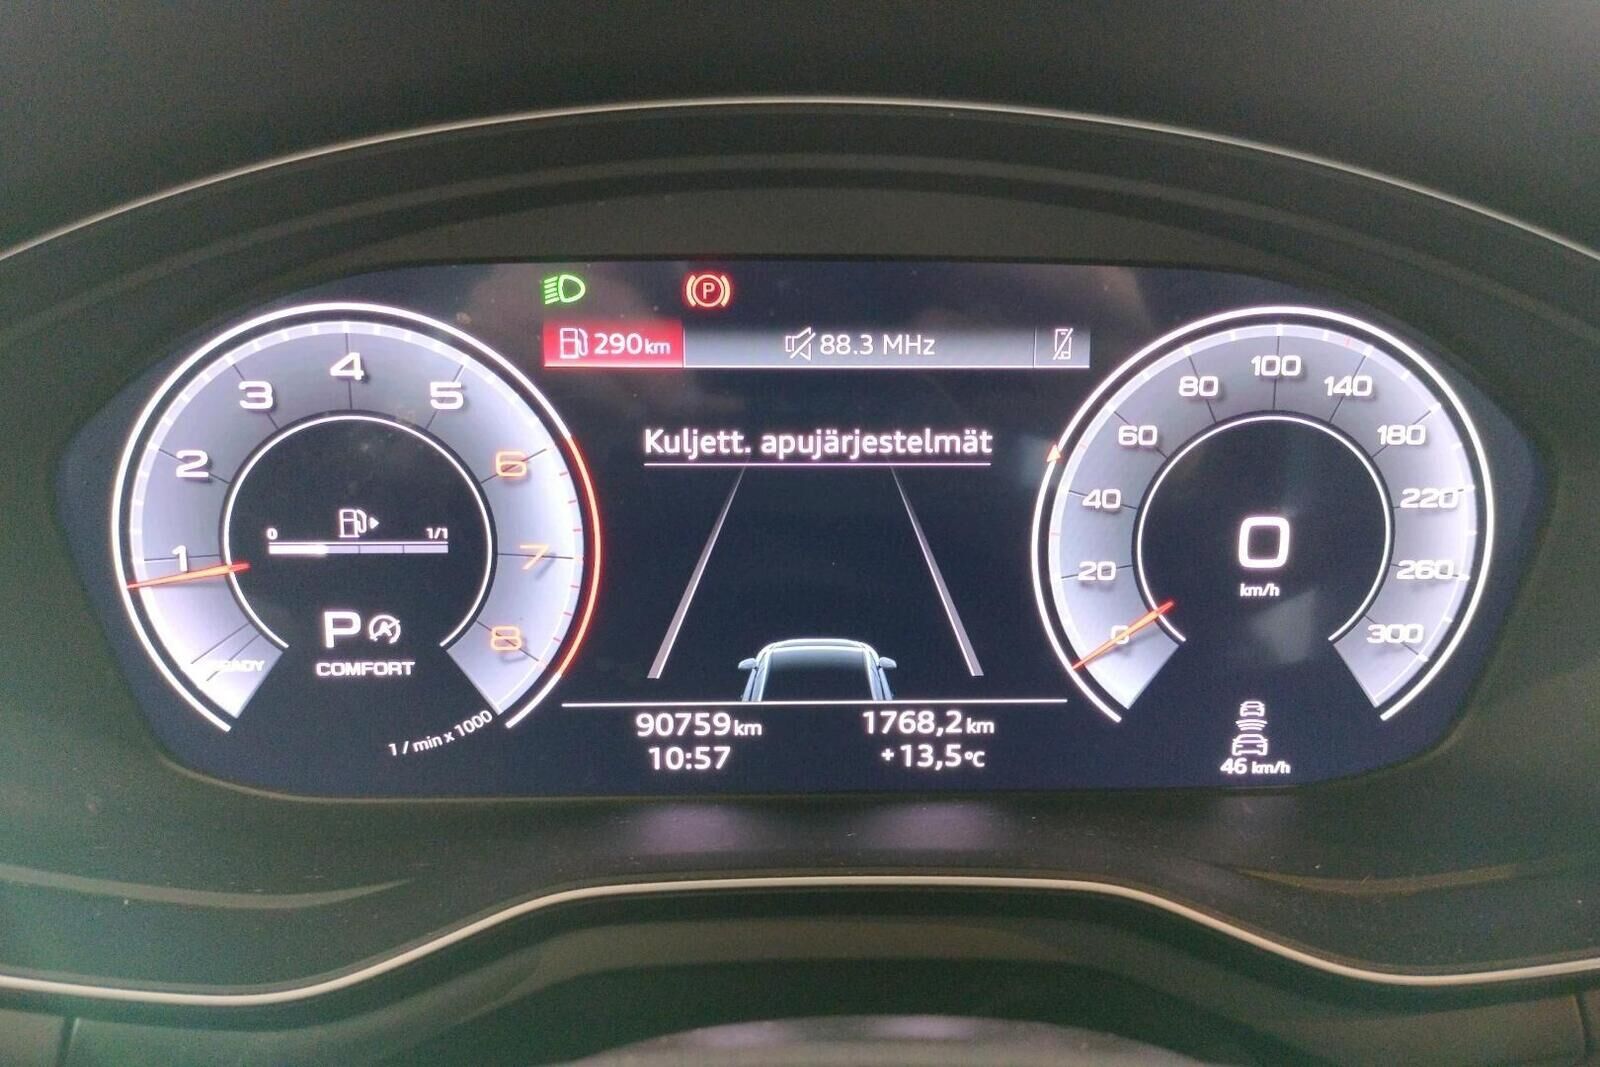 290km
88.3 MHz
Kuljett. apujärjestelmät
1
2
3
4
5
6
7
8
0
1/1
P
COMFORT
1 / min x 1000
0
20
40
60
80
100
140
180
220
260
300
0
km/h
46 km/h
90759km
1768,2km
10:57
+13,5°C